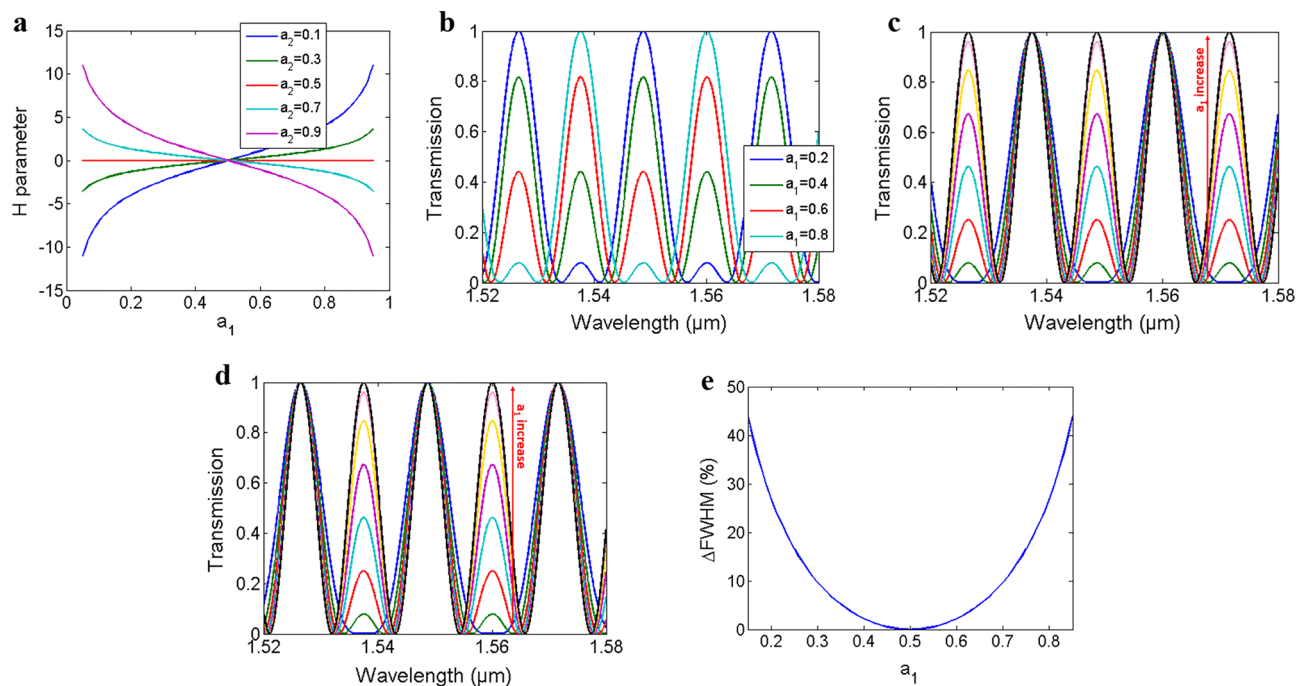 a
15
10
5
0
-5
-10
-15
H parameter
0
0.2
0.4
0.6
0.8
1
a1
a2=0.1
a2=0.3
a2=0.5
a2=0.7
a2=0.9
b
1
0.8
0.6
0.4
0.2
0
Transmission
1.52
1.54
1.56
1.58
Wavelength (µm)
a1=0.2
a1=0.4
a1=0.6
a1=0.8
c
1
0.8
0.6
0.4
0.2
0
Transmission
a1 increase
1.52
1.54
1.56
1.58
Wavelength (µm)
d
1
0.8
0.6
0.4
0.2
0
Transmission
a1 increase
1.52
1.54
1.56
1.58
Wavelength (µm)
e
50
40
30
20
10
0
ΔFWHM (%)
0.2
0.3
0.4
0.5
0.6
0.7
0.8
a1